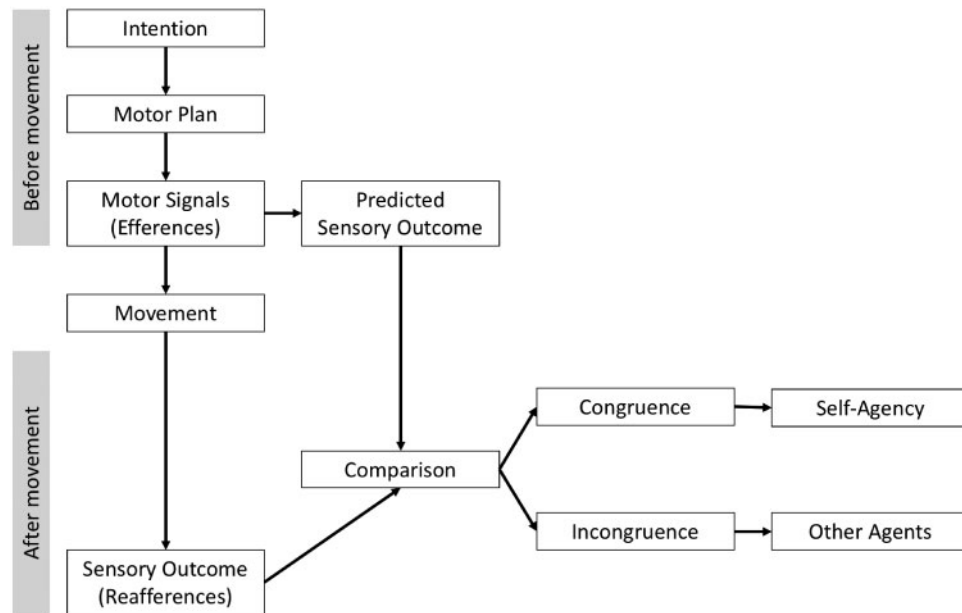 Before movement
Intention
Motor Plan
Motor Signals
(Efferences)
Predicted
Sensory Outcome
Movement
After movement
Congruence
Self-Agency
Comparison
Incongruence
Other Agents
Sensory Outcome
(Reafferences)